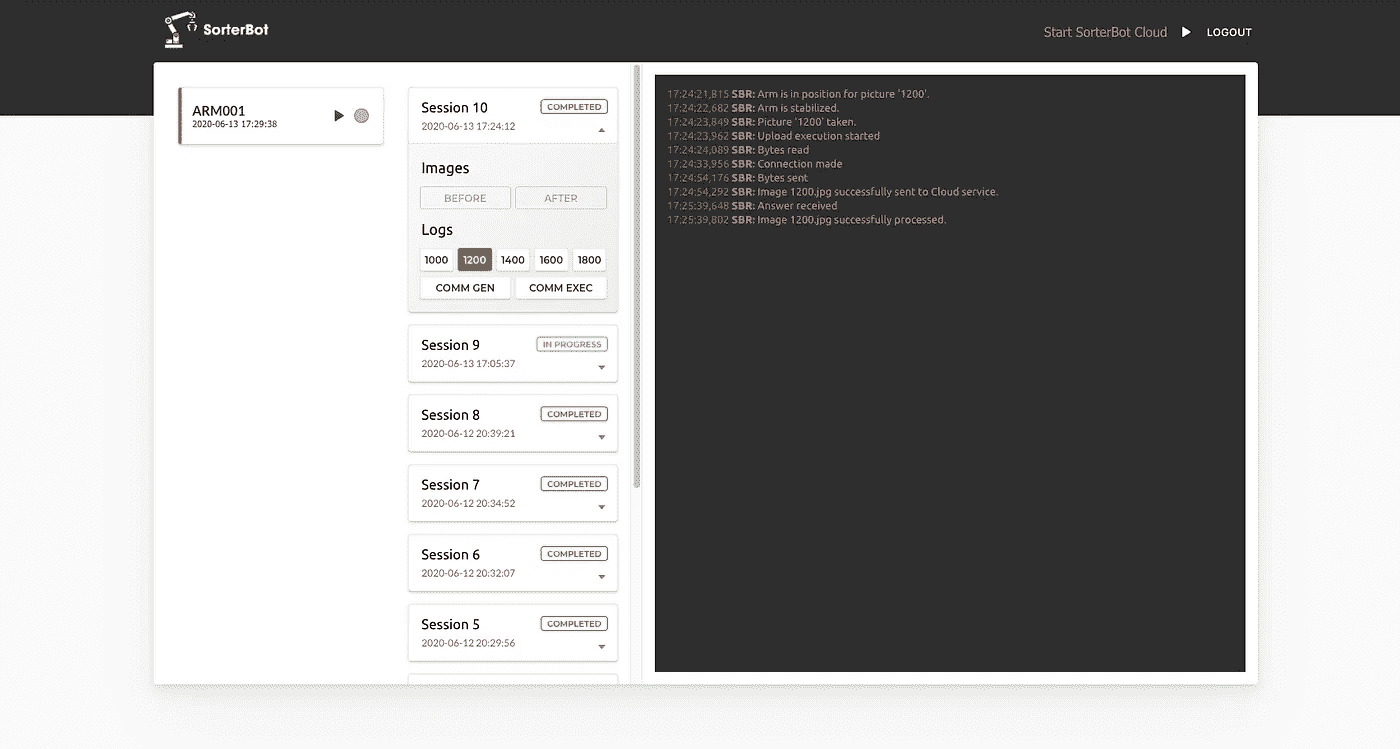 SorterBot
Start SorterBot Cloud
LOGOUT
ARM001
2020-06-13 17:29:38
Session 10
COMPLETED
2020-06-13 17:24:12
Images
BEFORE
AFTER
Logs
1000
1200
1400
1600
1800
COMM GEN
COMM EXEC
Session 9
IN PROGRESS
2020-06-13 17:05:37
Session 8
COMPLETED
2020-06-12 20:39:21
Session 7
COMPLETED
2020-06-12 20:34:52
Session 6
COMPLETED
2020-06-12 20:32:07
Session 5
COMPLETED
2020-06-12 20:29:56
17:24:21,815 SBR: Arm is in position for picture '1200'.
17:24:22,682 SBR: Arm is stabilized.
17:24:23,849 SBR: Picture '1200' taken.
17:24:23,962 SBR: Upload execution started
17:24:24,089 SBR: Bytes read
17:24:33,956 SBR: Connection made
17:24:54,176 SBR: Bytes sent
17:24:54,292 SBR: Image 1200.jpg successfully sent to Cloud service.
17:25:39,648 SBR: Answer received
17:25:39,802 SBR: Image 1200.jpg successfully processed.